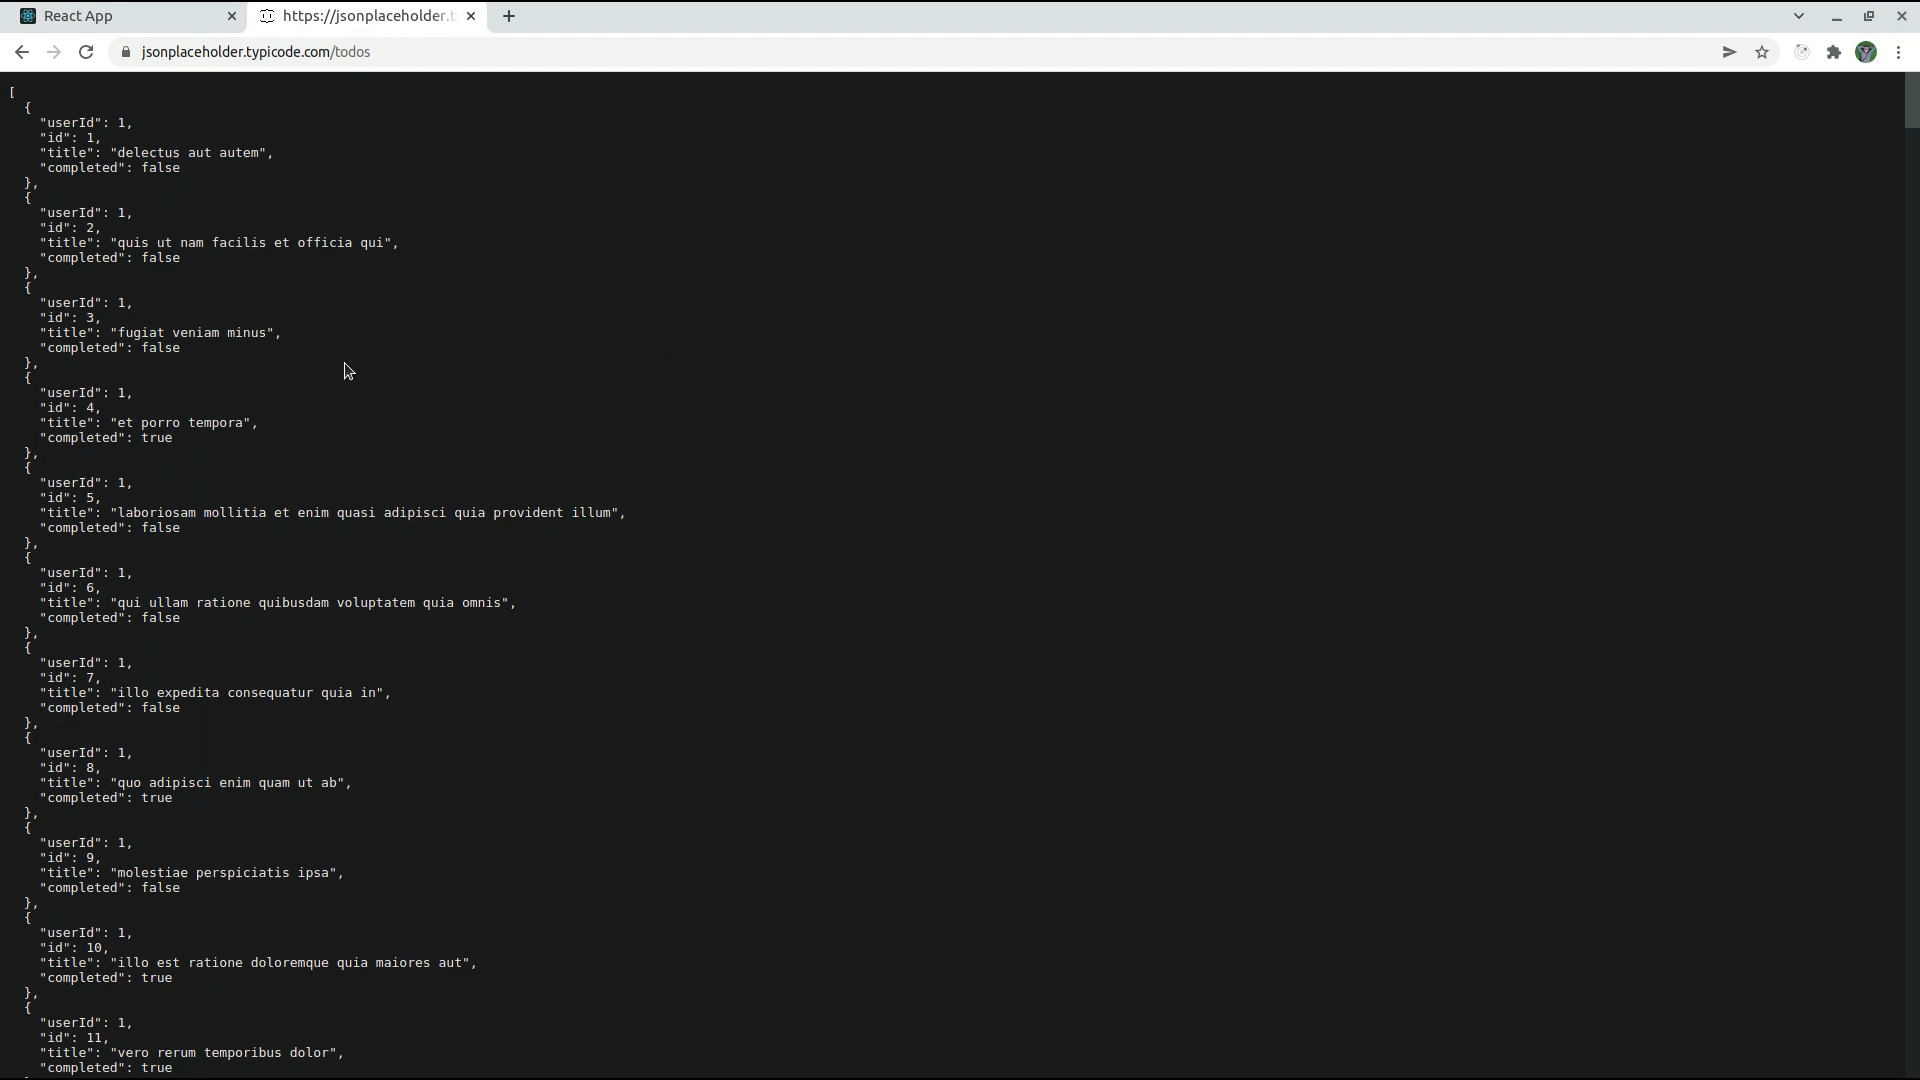 React App
https://jsonplaceholder.t
jsonplaceholder.typicode.com/todos
[
  {
    "userId": 1,
    "id": 1,
    "title": "delectus aut autem",
    "completed": false
  },
  {
    "userId": 1,
    "id": 2,
    "title": "quis ut nam facilis et officia qui",
    "completed": false
  },
  {
    "userId": 1,
    "id": 3,
    "title": "fugiat veniam minus",
    "completed": false
  },
  {
    "userId": 1,
    "id": 4,
    "title": "et porro tempora",
    "completed": true
  },
  {
    "userId": 1,
    "id": 5,
    "title": "laboriosam mollitia et enim quasi adipisci quia provident illum",
    "completed": false
  },
  {
    "userId": 1,
    "id": 6,
    "title": "qui ullam ratione quibusdam voluptatem quia omnis",
    "completed": false
  },
  {
    "userId": 1,
    "id": 7,
    "title": "illo expedita consequatur quia in",
    "completed": false
  },
  {
    "userId": 1,
    "id": 8,
    "title": "quo adipisci enim quam ut ab",
    "completed": true
  },
  {
    "userId": 1,
    "id": 9,
    "title": "molestiae perspiciatis ipsa",
    "completed": false
  },
  {
    "userId": 1,
    "id": 10,
    "title": "illo est ratione doloremque quia maiores aut",
    "completed": true
  },
  {
    "userId": 1,
    "id": 11,
    "title": "vero rerum temporibus dolor",
    "completed": true